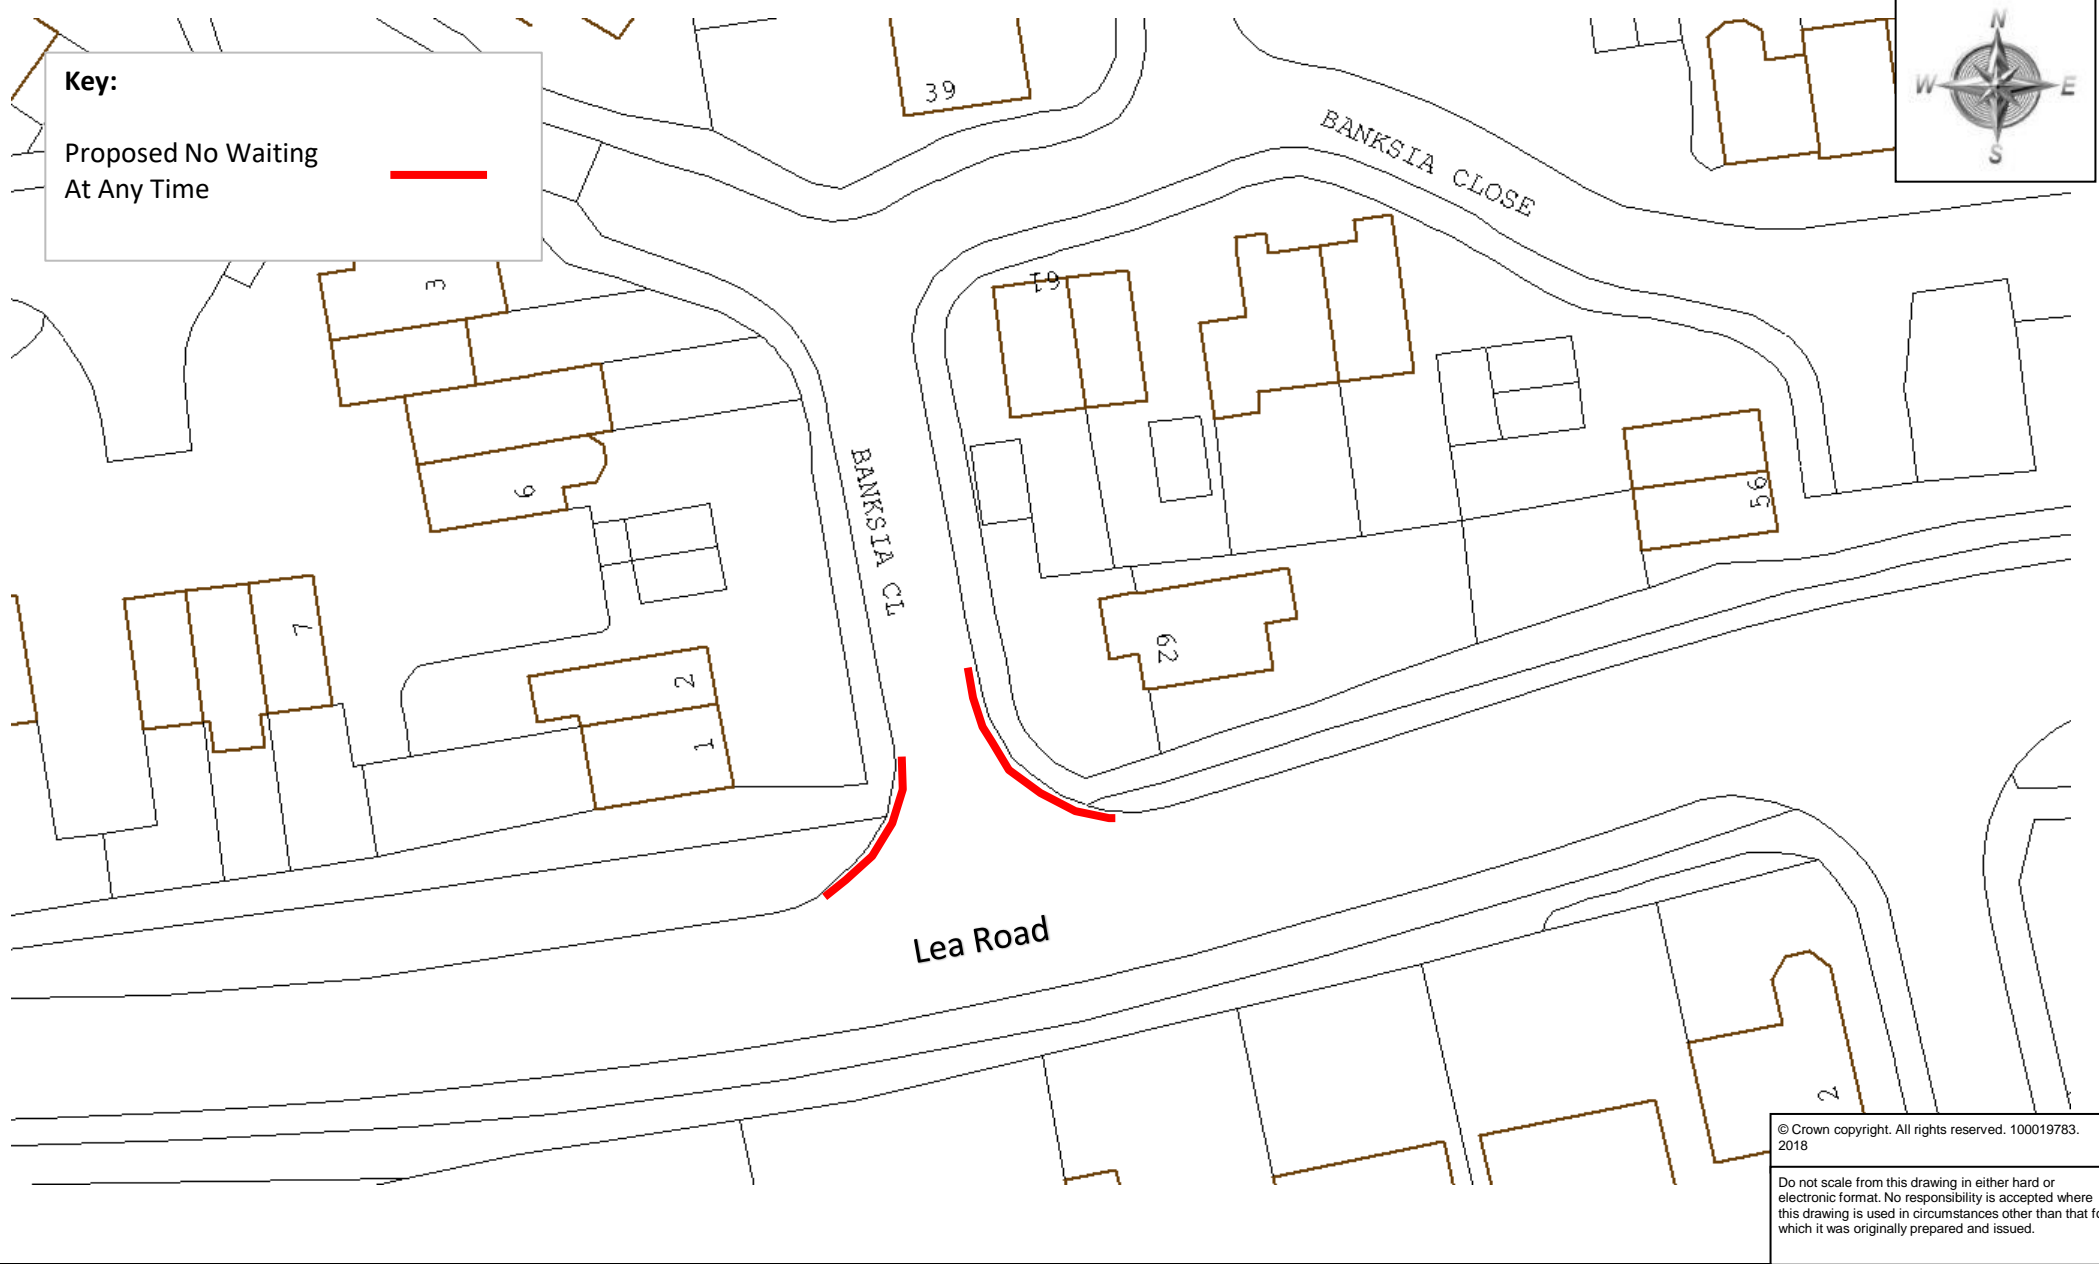 Key:
Proposed No Waiting
At Any Time
N
W
E
S
39
BANKSIA CLOSE
3
61
6
BANKSIA CL
56
7
62
2
1
Lea Road
2
© Crown copyright. All rights reserved. 100019783.
2018
Do not scale from this drawing in either hard or
electronic format. No responsibility is accepted where
this drawing is used in circumstances other than that fo
which it was originally prepared and issued.